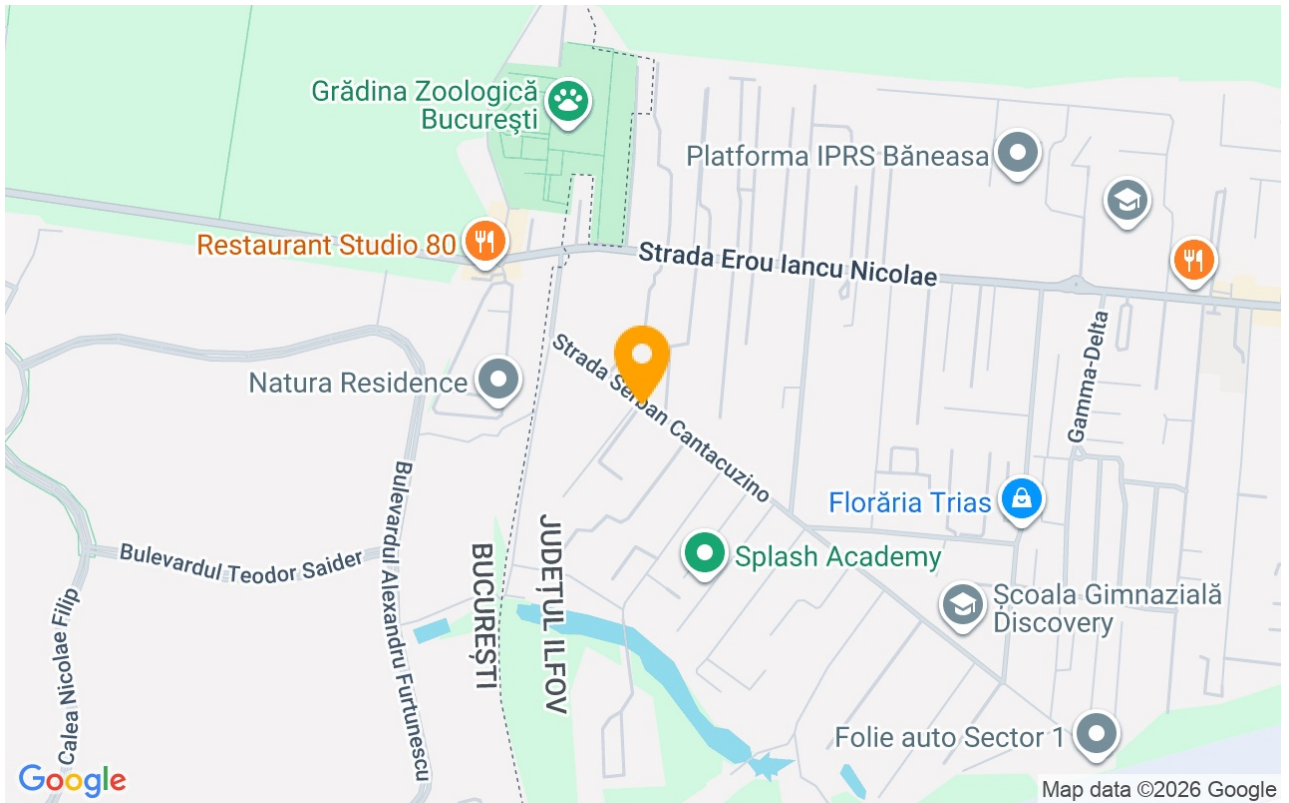 Grădina Zoologică
București
Platforma IPRS Băneasa
Restaurant Studio 80
Strada Erou Iancu Nicolae
Strada Șerban Cantacuzino
Natura Residence
Gamma-Delta
Florăria Trias
Bulevardul Teodor Saider
Bulevardul Alexandru Furtunescu
BUCUREȘTI
JUDEȚUL ILFOV
Splash Academy
Școala Gimnazială
Discovery
Calea Nicolae Filip
Folie auto Sector 1
Google
Map data ©2026 Google